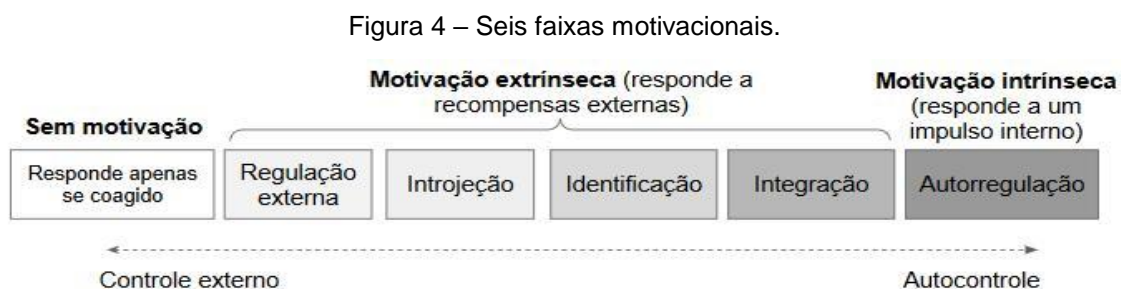 Figura 4 – Seis faixas motivacionais.
Sem motivação
Motivação extrínseca (responde a
recompensas externas)
Motivação intrínseca
(responde a um
impulso interno)
Responde apenas
se coagido
Regulação
externa
Introjeção
Identificação
Integração
Autorregulação
Controle externo
Autocontrole